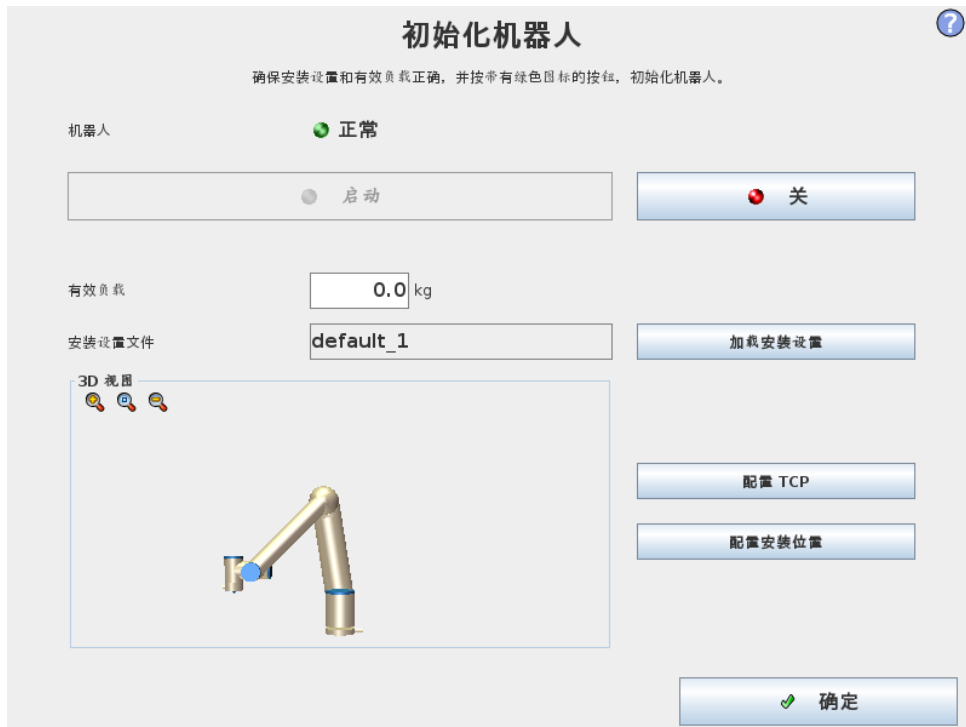 初始化机器人
?
确保安装设置和有效负载正确，并按带有绿色图标的按钮，初始化机器人。
机器人 正常
启动 关
有效负载 0.0 kg
安装设置文件 default_1 加载安装设置
3D 视图
配置 TCP
配置安装位置
确定